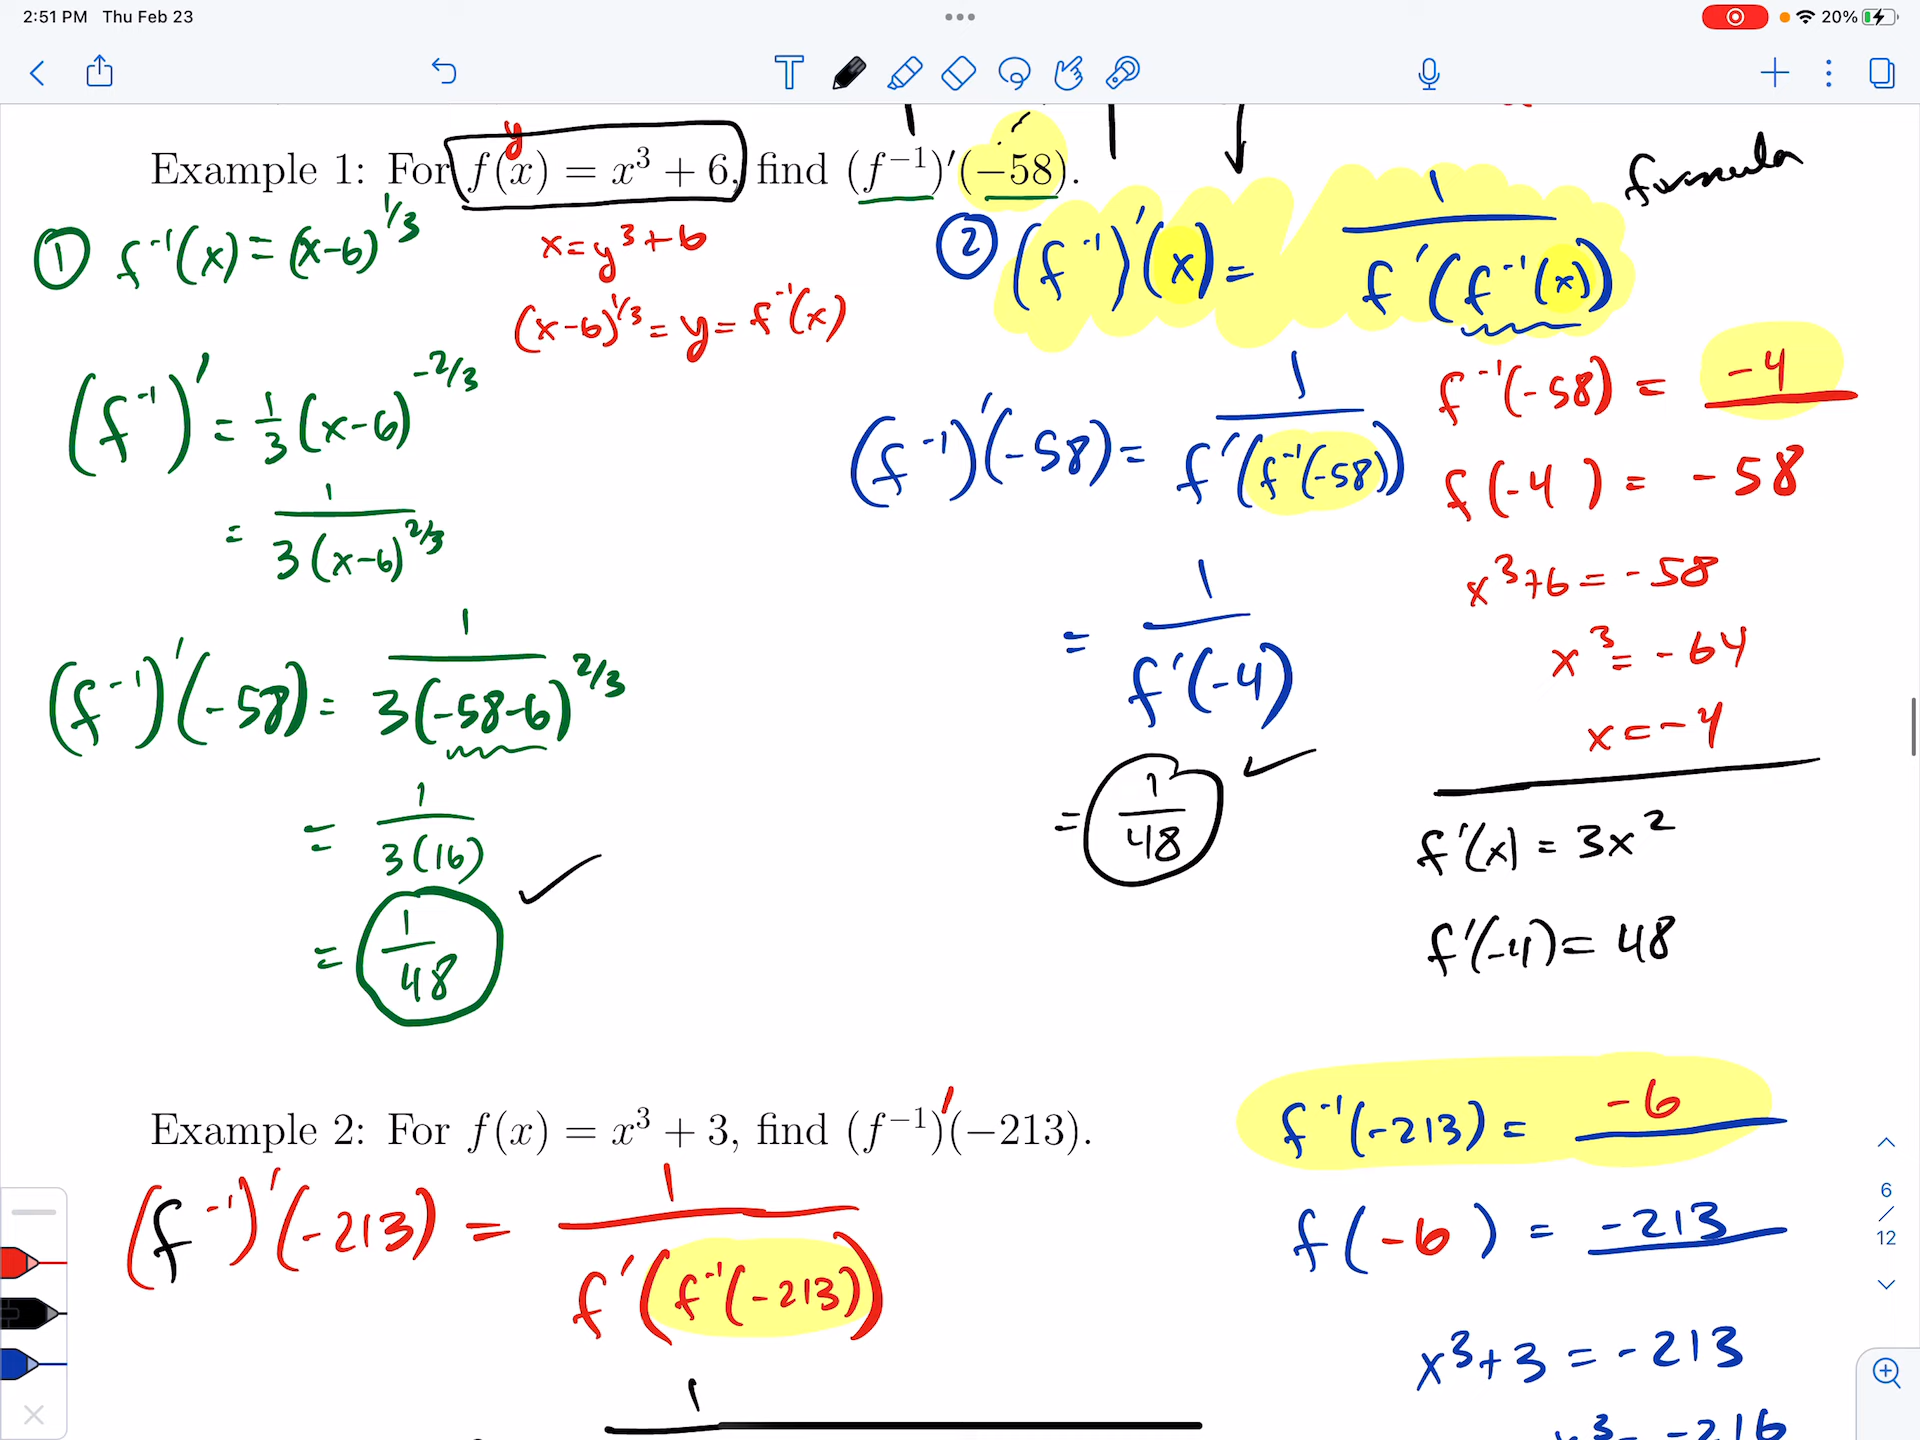 2:51 PM Thu Feb 23
20%
Example 1: For f(x) = x³ + 6, find (f⁻¹)′(−58).
y
formula
① f⁻¹(x) = (x-6)^1/3
x = y³ + 6
(x-6)^1/3 = y = f⁻¹(x)
(f⁻¹)′ = 1/3 (x-6)^-2/3
= 1/(3(x-6)^2/3)
(f⁻¹)′(-58) = 1/(3(-58-6)^2/3)
= 1/(3(16))
= 1/48 ✓
② (f⁻¹)′(x) = 1/(f′(f⁻¹(x)))
(f⁻¹)′(-58) = 1/(f′(f⁻¹(-58)))
= 1/(f′(-4))
= 1/48 ✓
f⁻¹(-58) = -4
f(-4) = -58
x³+6 = -58
x³ = -64
x = -4
f′(x) = 3x²
f′(-4) = 48
Example 2: For f(x) = x³ + 3, find (f⁻¹)′(−213).
(f⁻¹)′(-213) = 1/(f′(f⁻¹(-213)))
1
f⁻¹(-213) = -6
f(-6) = -213
x³+3 = -213
x³ = -216
6
/
12